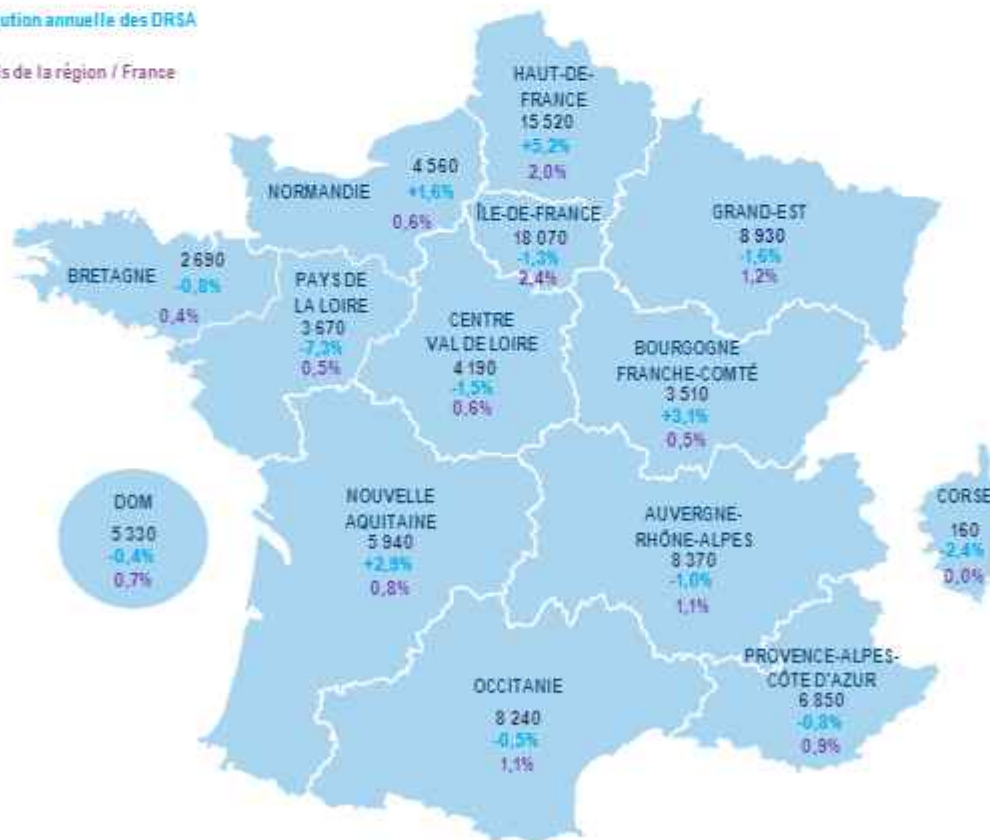 ution annuelle des DRSA
s de la région / France
HAUT-DE-
FRANCE
15 520
+5,2%
2,0%
4 560
NORMANDIE
+1,6%
0,6%
ÎLE-DE-FRANCE
18 070
-1,3%
2,4%
GRAND-EST
8 930
-1,6%
1,2%
2 690
BRETAGNE
-0,8%
0,4%
PAYS DE
LA LOIRE
3 670
-7,3%
0,5%
CENTRE
VAL DE LOIRE
4 190
-1,5%
0,6%
BOURGOGNE
FRANCHE-COMTÉ
3 510
+3,1%
0,5%
DOM
5 330
-0,4%
0,7%
NOUVELLE
AQUITAINE
5 940
+2,9%
0,8%
AUVERGNE-
RHÔNE-ALPES
8 370
-1,0%
1,1%
CORSE
160
-2,4%
0,0%
OCCITANIE
8 240
-0,5%
1,1%
PROVENCE-ALPES-
CÔTE D'AZUR
6 850
-0,8%
0,9%